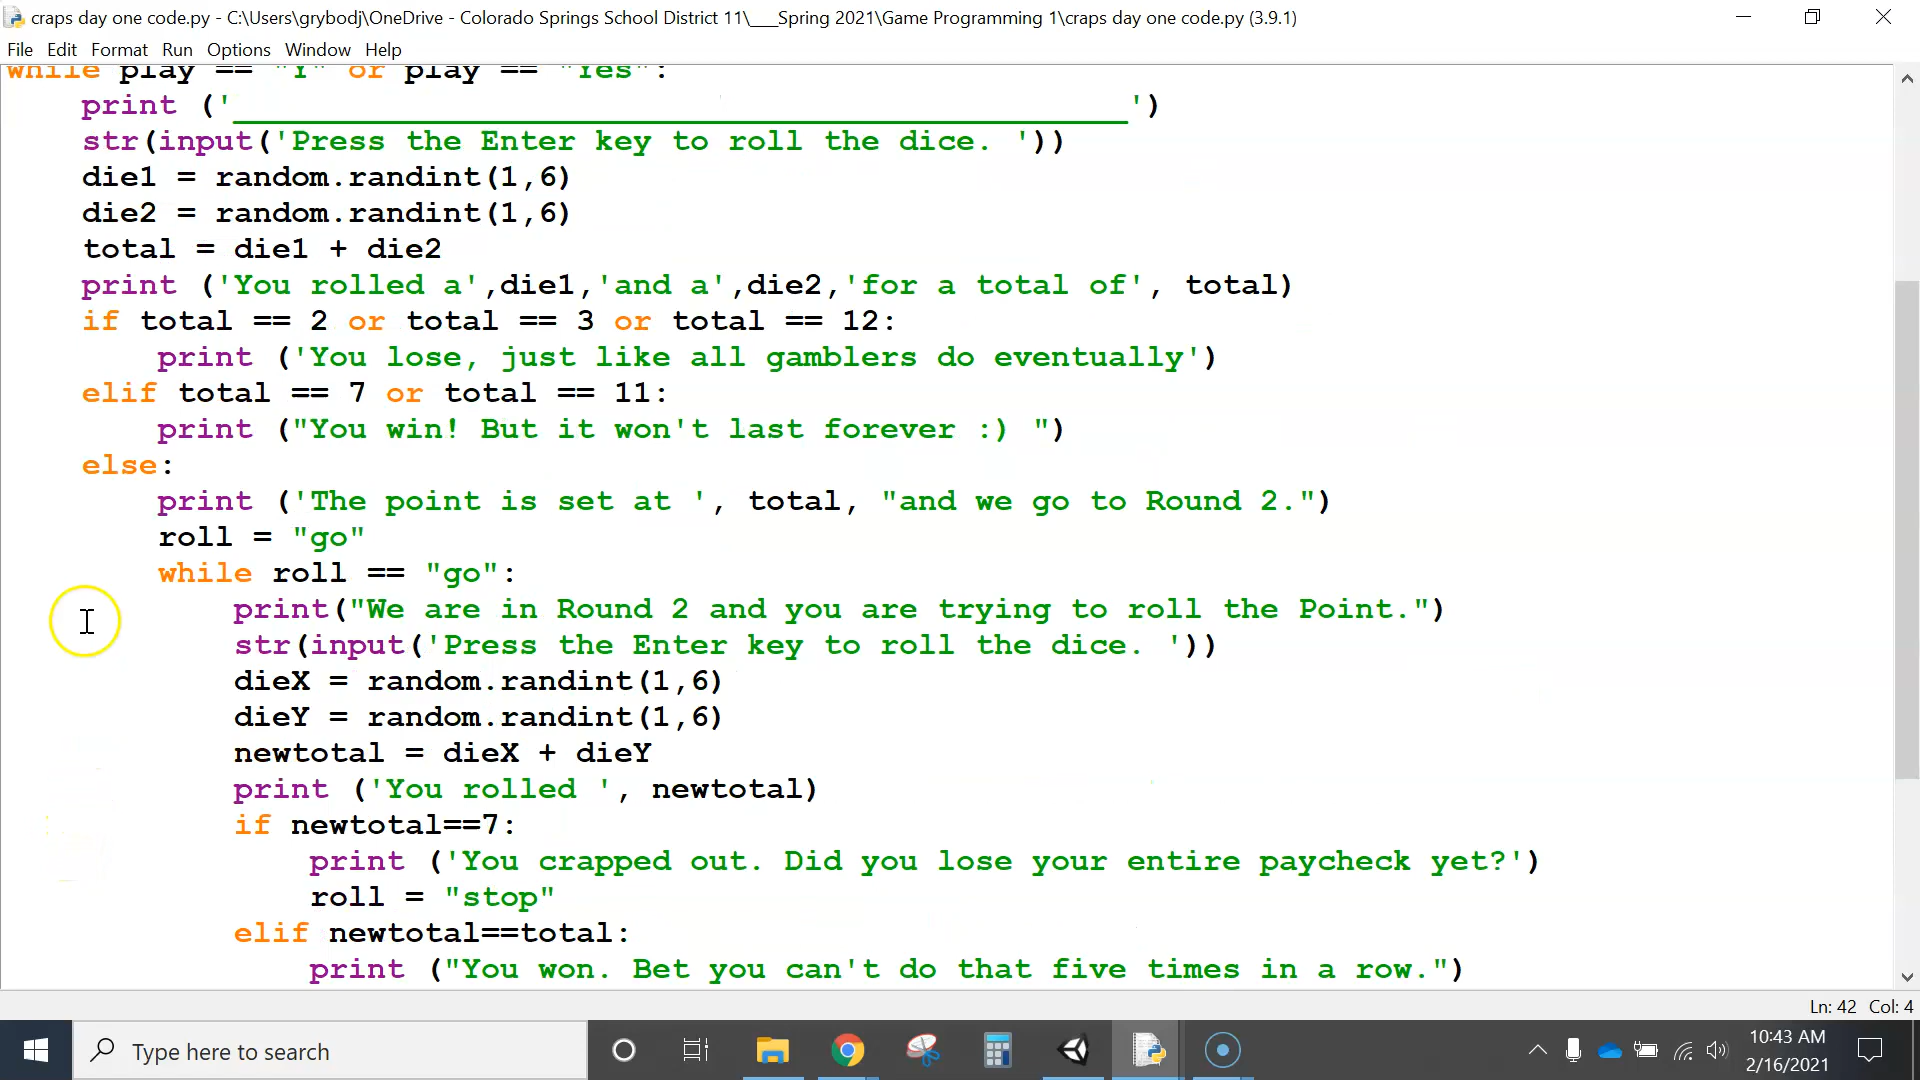 craps day one code.py - C:\Users\grybodj\OneDrive - Colorado Springs School District 11\___Spring 2021\Game Programming 1\craps day one code.py (3.9.1)
File Edit Format Run Options Window Help
while play == "Y" or play == "Yes":
    print ('_______________________________________________')
    str(input('Press the Enter key to roll the dice. '))
    die1 = random.randint(1,6)
    die2 = random.randint(1,6)
    total = die1 + die2
    print ('You rolled a',die1,'and a',die2,'for a total of', total)
    if total == 2 or total == 3 or total == 12:
        print ('You lose, just like all gamblers do eventually')
    elif total == 7 or total == 11:
        print ("You win! But it won't last forever :) ")
    else:
        print ('The point is set at ', total, "and we go to Round 2.")
        roll = "go"
        while roll == "go":
            print("We are in Round 2 and you are trying to roll the Point.")
            str(input('Press the Enter key to roll the dice. '))
            dieX = random.randint(1,6)
            dieY = random.randint(1,6)
            newtotal = dieX + dieY
            print ('You rolled ', newtotal)
            if newtotal==7:
                print ('You crapped out. Did you lose your entire paycheck yet?')
                roll = "stop"
            elif newtotal==total:
                print ("You won. Bet you can't do that five times in a row.")
Ln: 42 Col: 4
Type here to search
10:43 AM
2/16/2021